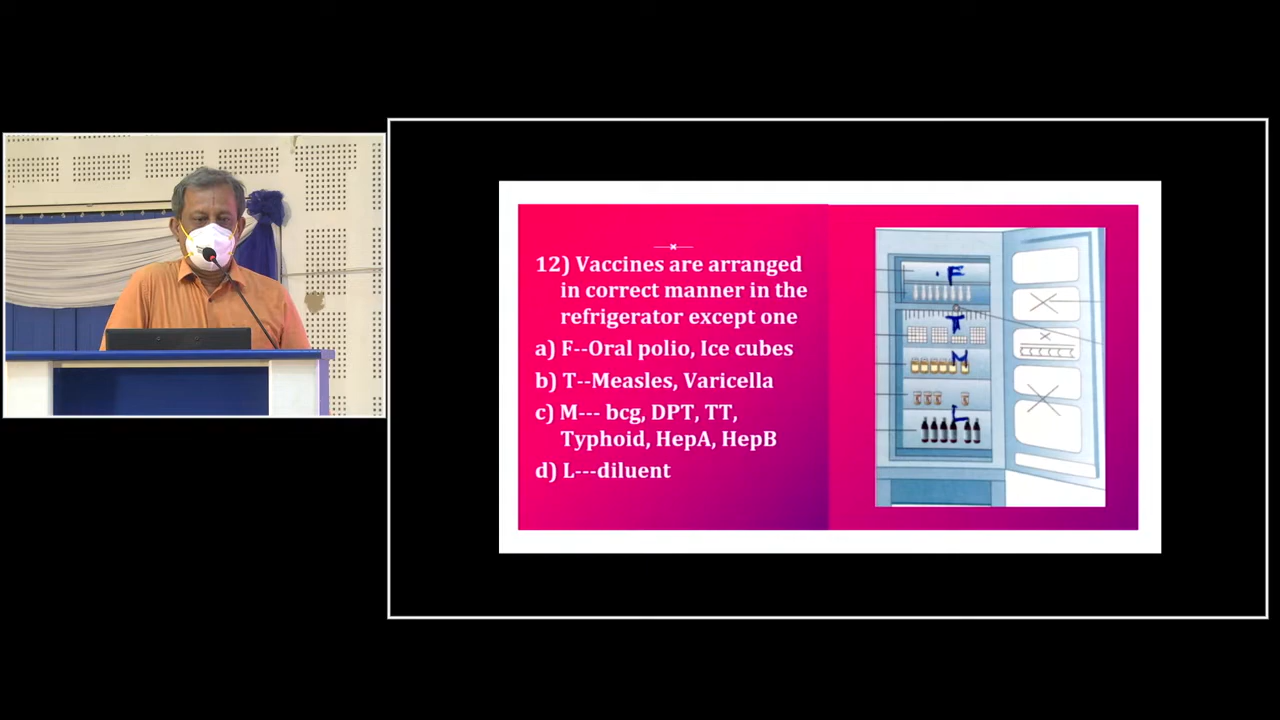 12) Vaccines are arranged
in correct manner in the
refrigerator except one
a) F--Oral polio, Ice cubes
b) T--Measles, Varicella
c) M--- bcg, DPT, TT,
Typhoid, HepA, HepB
d) L---diluent
F
T
M
L